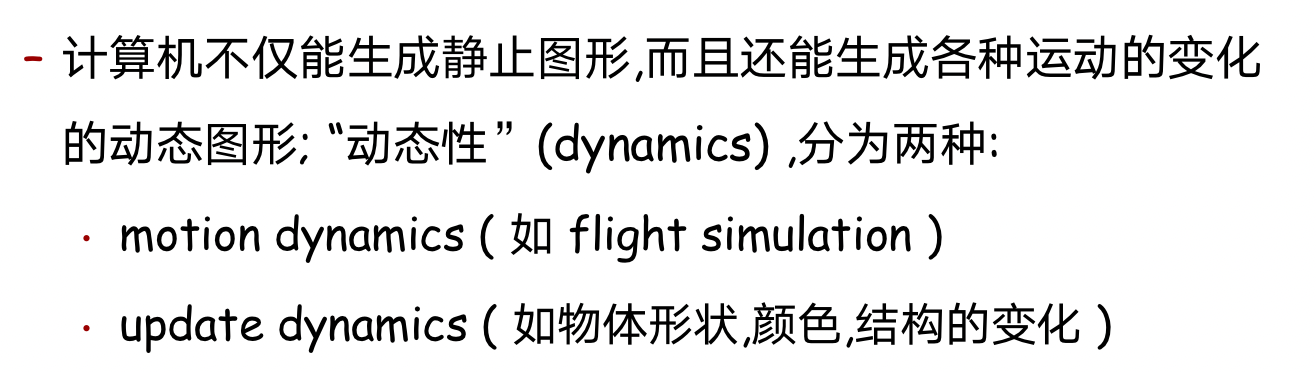 - 计算机不仅能生成静止图形,而且还能生成各种运动的变化
的动态图形; “动态性” (dynamics) ,分为两种:
· motion dynamics ( 如 flight simulation )
· update dynamics ( 如物体形状,颜色,结构的变化 )